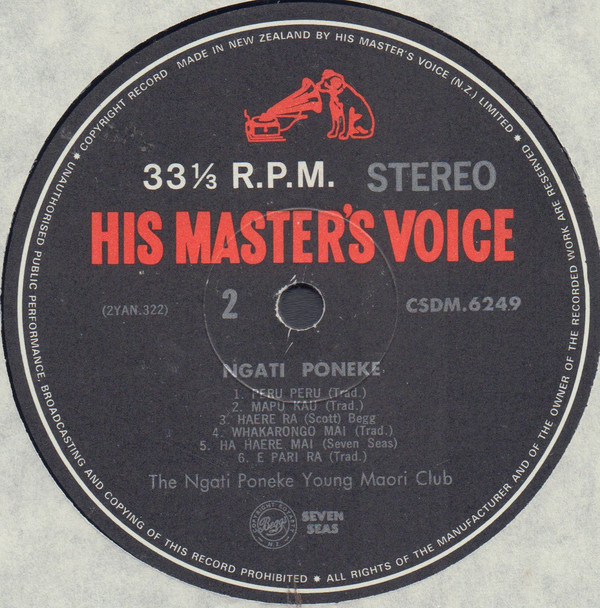 COPYRIGHT RECORD MADE IN NEW ZEALAND BY HIS MASTER'S VOICE (N.Z.) LIMITED * ALL RIGHTS OF THE MANUFACTURER AND OF THE OWNER OF THE RECORDED WORK ARE RESERVED
UNAUTHORISED PUBLIC PERFORMANCE, BROADCASTING AND COPYING OF THIS RECORD PROHIBITED *
33⅓ R.P.M. STEREO
HIS MASTER'S VOICE
(2YAN.322) 2 CSDM.6249
NGATI PONEKE
1. PERU PERU (Trad.)
2. MAPU KAU (Trad.)
3. HAERE RA (Scott) Begg
4. WHAKARONGO MAI (Trad.)
5. HA HAERE MAI (Seven Seas)
6. E PARI RA (Trad.)
The Ngati Poneke Young Maori Club
COPYRIGHT ROYALTY
Begg
N.Z.
SEVEN
SEAS